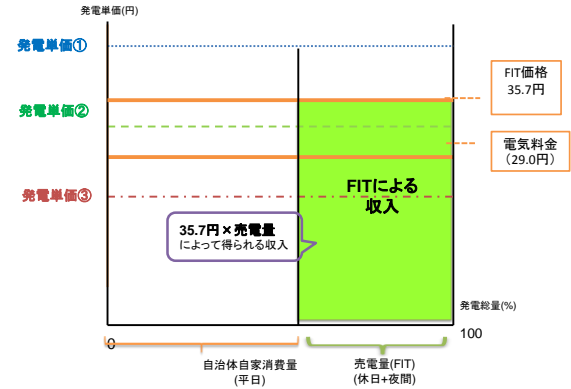 発電単価(円)
発電単価①
FIT価格
35.7円
発電単価②
電気料金
（29.0円）
発電単価③
FITによる
収入
35.7円×売電量
によって得られる収入
発電総量(%)
0
100
自治体自家消費量
(平日)
売電量(FIT)
(休日+夜間)